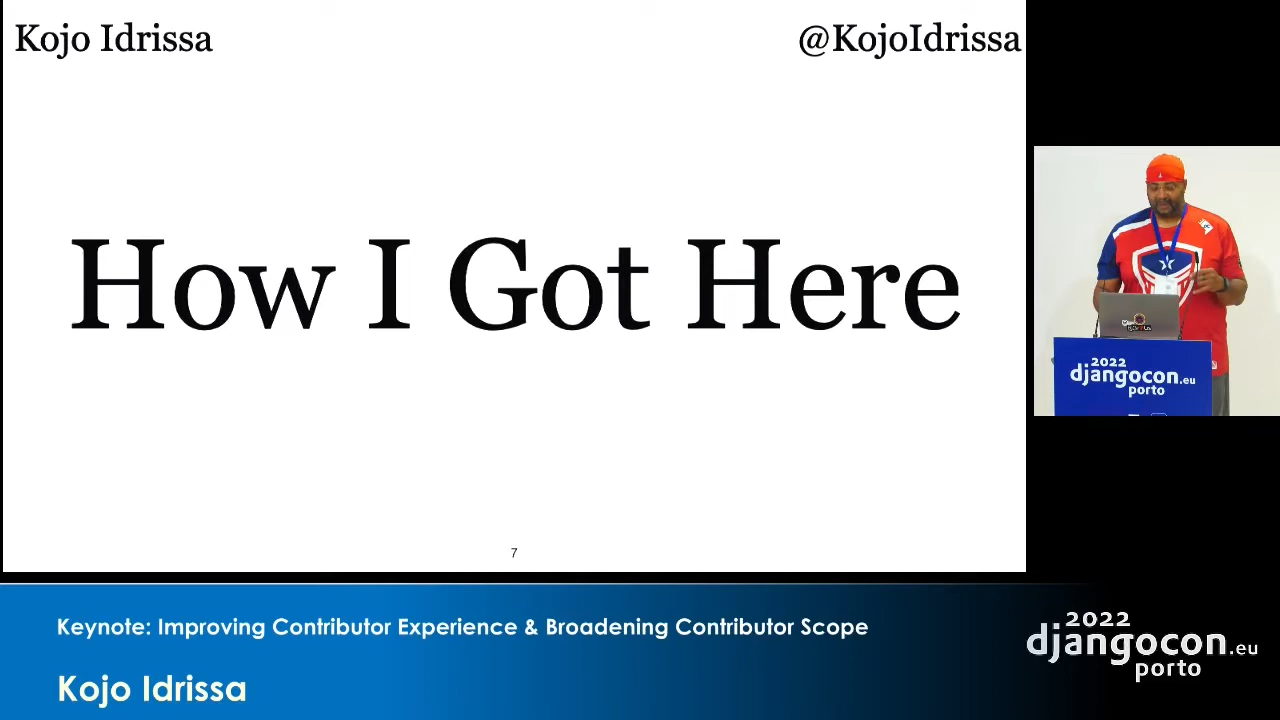 Kojo Idrissa
@KojoIdrissa
How I Got Here
7
2022
djangocon.eu
porto
Keynote: Improving Contributor Experience & Broadening Contributor Scope
Kojo Idrissa
2022
djangocon.eu
porto